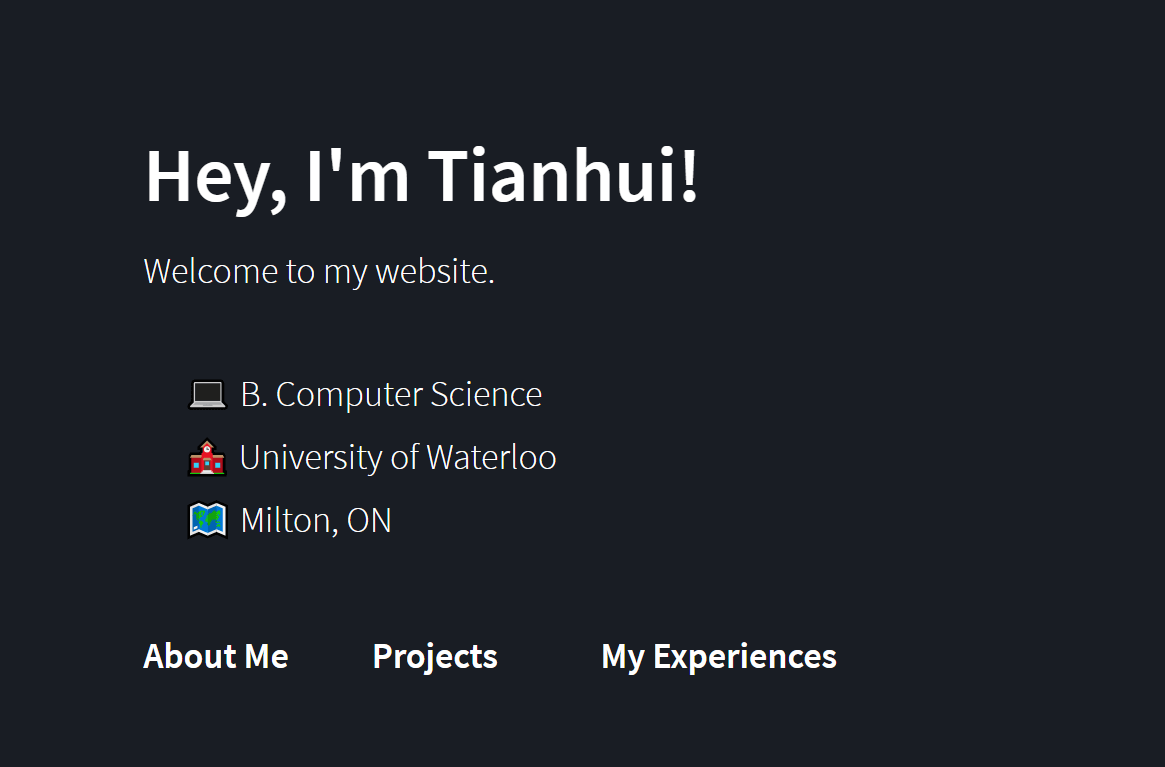 Hey, I'm Tianhui!
Welcome to my website.
B. Computer Science
University of Waterloo
Milton, ON
About Me Projects My Experiences